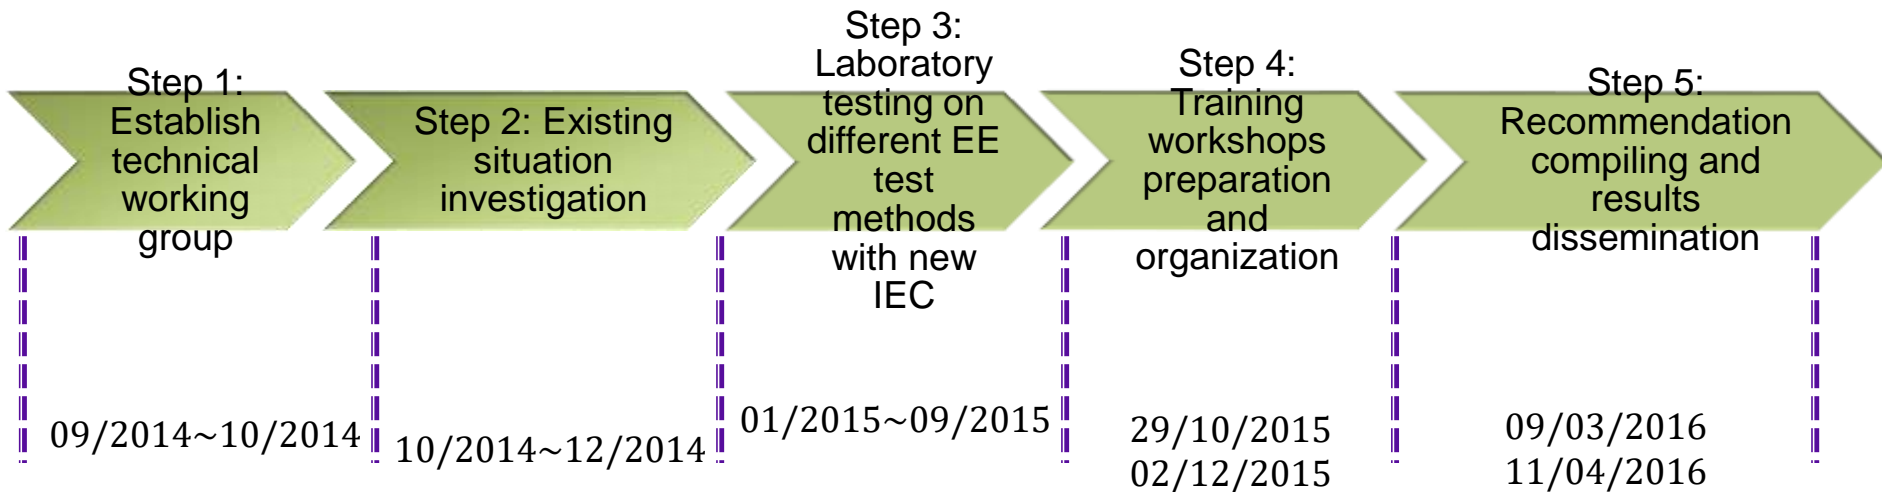 Step 1:
Establish
technical
working
group
Step 2: Existing
situation
investigation
Step 3:
Laboratory
testing on
different EE
test
methods
with new
IEC
Step 4:
Training
workshops
preparation
and
organization
Step 5:
Recommendation
compiling and
results
dissemination
09/2014~10/2014
10/2014~12/2014
01/2015~09/2015
29/10/2015
02/12/2015
09/03/2016
11/04/2016